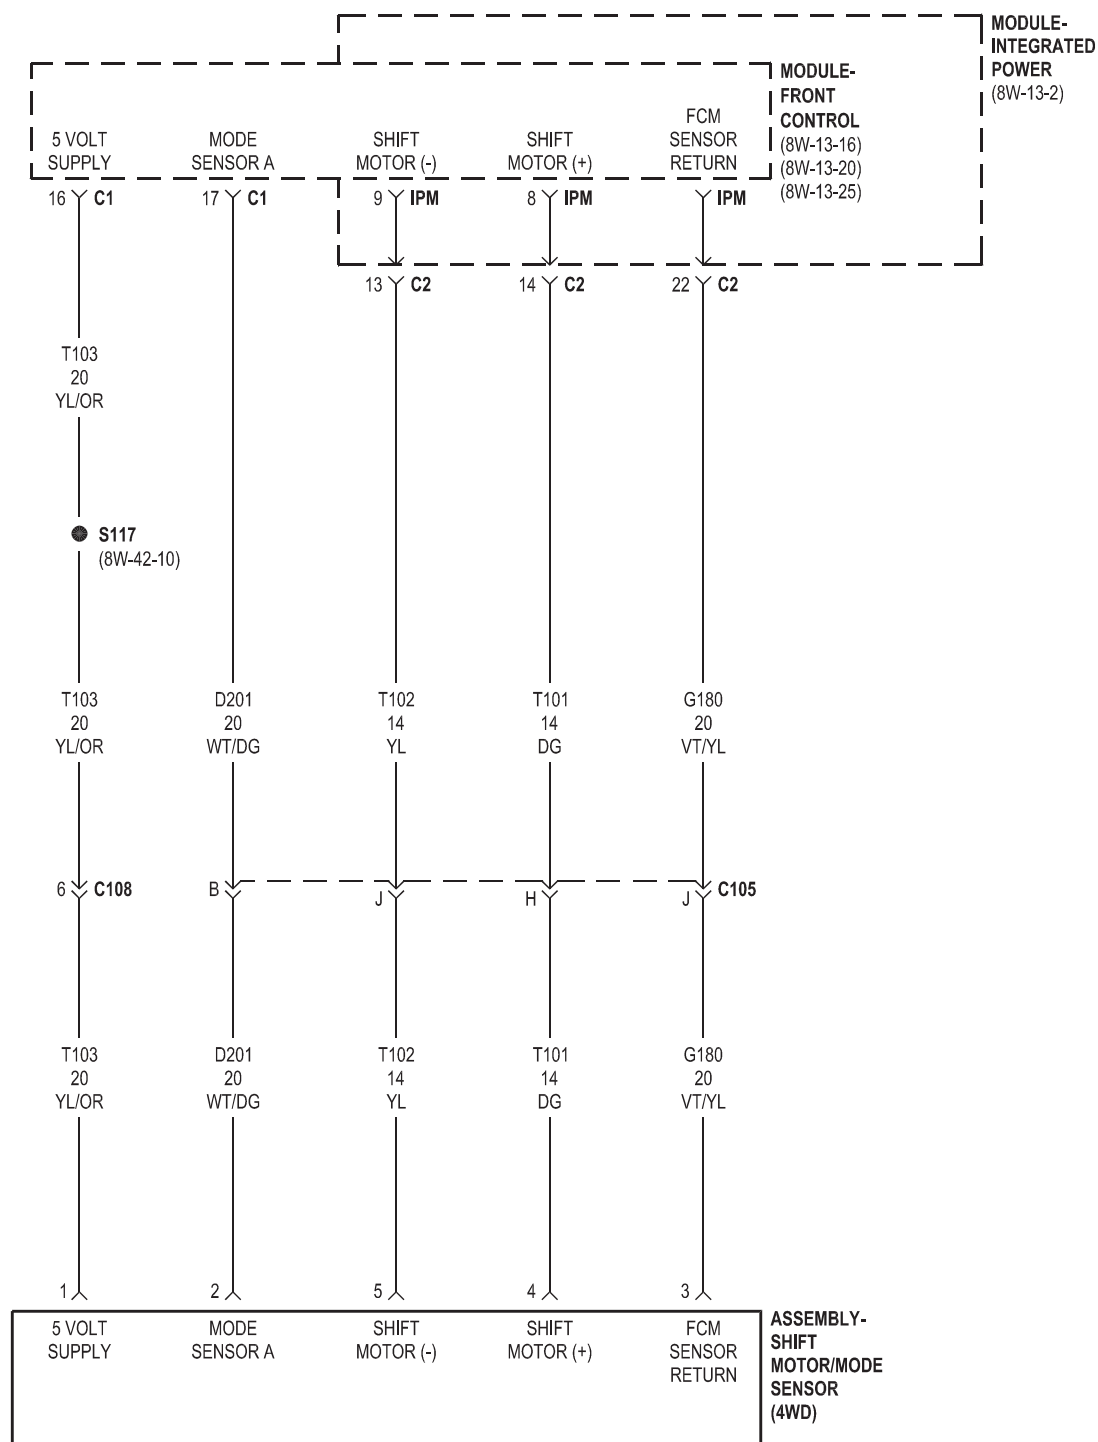 MODULE-
INTEGRATED
POWER
(8W-13-2)
MODULE-
FRONT
CONTROL
(8W-13-16)
(8W-13-20)
(8W-13-25)
5 VOLT
SUPPLY
MODE
SENSOR A
SHIFT
MOTOR (-)
SHIFT
MOTOR (+)
FCM
SENSOR
RETURN
16 C1
17 C1
9 IPM
8 IPM
IPM
13 C2
14 C2
22 C2
T103
20
YL/OR
S117
(8W-42-10)
T103
20
YL/OR
D201
20
WT/DG
T102
14
YL
T101
14
DG
G180
20
VT/YL
6 C108
B
J
H
J C105
T103
20
YL/OR
D201
20
WT/DG
T102
14
YL
T101
14
DG
G180
20
VT/YL
1
2
5
4
3
5 VOLT
SUPPLY
MODE
SENSOR A
SHIFT
MOTOR (-)
SHIFT
MOTOR (+)
FCM
SENSOR
RETURN
ASSEMBLY-
SHIFT
MOTOR/MODE
SENSOR
(4WD)